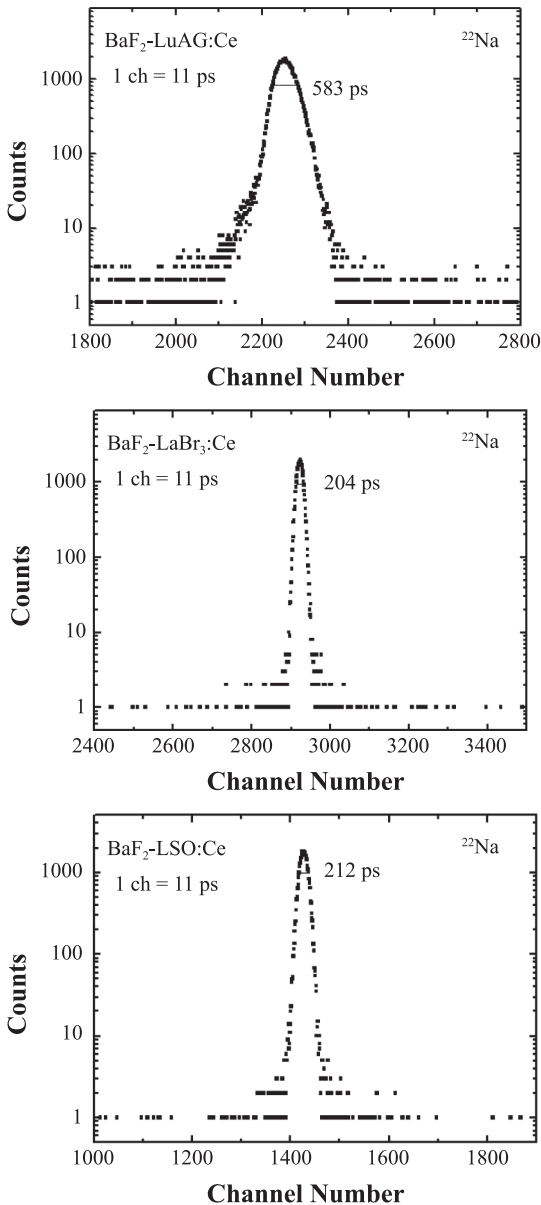 BaF₂-LuAG:Ce ²²Na
1 ch = 11 ps
583 ps
1000
100
10
1
Counts
1800 2000 2200 2400 2600 2800
Channel Number
BaF₂-LaBr₃:Ce ²²Na
1 ch = 11 ps
204 ps
1000
100
10
1
Counts
2400 2600 2800 3000 3200 3400
Channel Number
BaF₂-LSO:Ce ²²Na
1 ch = 11 ps
212 ps
1000
100
10
1
Counts
1000 1200 1400 1600 1800
Channel Number